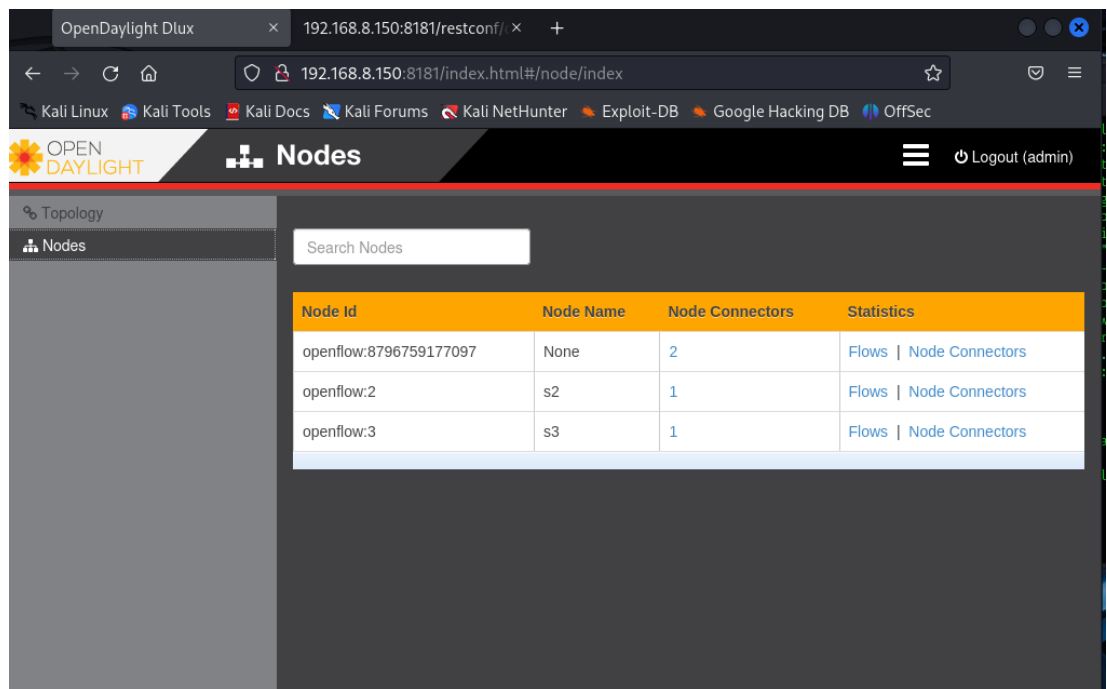 OpenDaylight Dlux
192.168.8.150:8181/restconf/
192.168.8.150:8181/index.html#/node/index
Kali Linux Kali Tools Kali Docs Kali Forums Kali NetHunter Exploit-DB Google Hacking DB OffSec
OPEN
DAYLIGHT
Nodes
Logout (admin)
Topology
Nodes
Search Nodes
Node Id Node Name Node Connectors Statistics
openflow:8796759177097 None 2 Flows | Node Connectors
openflow:2 s2 1 Flows | Node Connectors
openflow:3 s3 1 Flows | Node Connectors